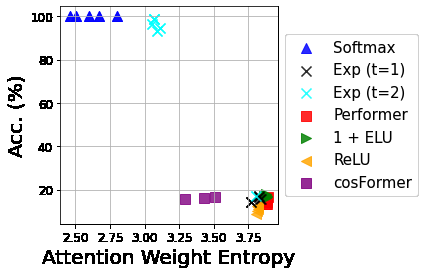 100
80
60
40
20
Acc. (%)
2.50 2.75 3.00 3.25 3.50 3.75
Attention Weight Entropy
Softmax
Exp (t=1)
Exp (t=2)
Performer
1 + ELU
ReLU
cosFormer